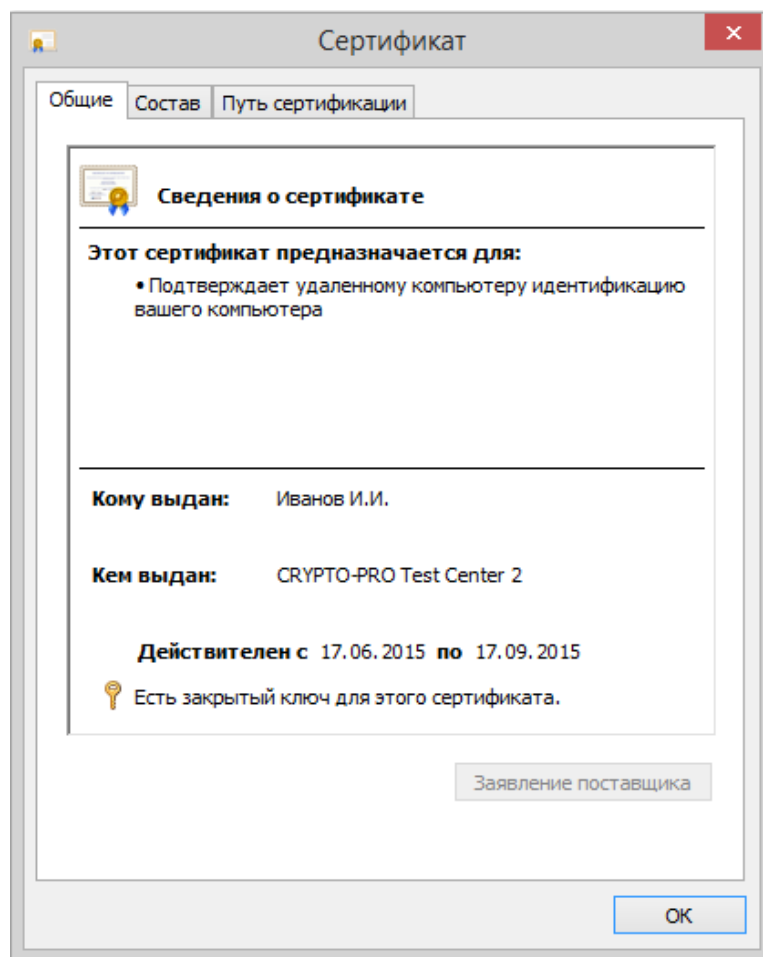 Сертификат
Общие Состав Путь сертификации
Сведения о сертификате
Этот сертификат предназначается для:
• Подтверждает удаленному компьютеру идентификацию
вашего компьютера
Кому выдан: Иванов И.И.
Кем выдан: CRYPTO-PRO Test Center 2
Действителен с 17.06.2015 по 17.09.2015
Есть закрытый ключ для этого сертификата.
Заявление поставщика
ОК